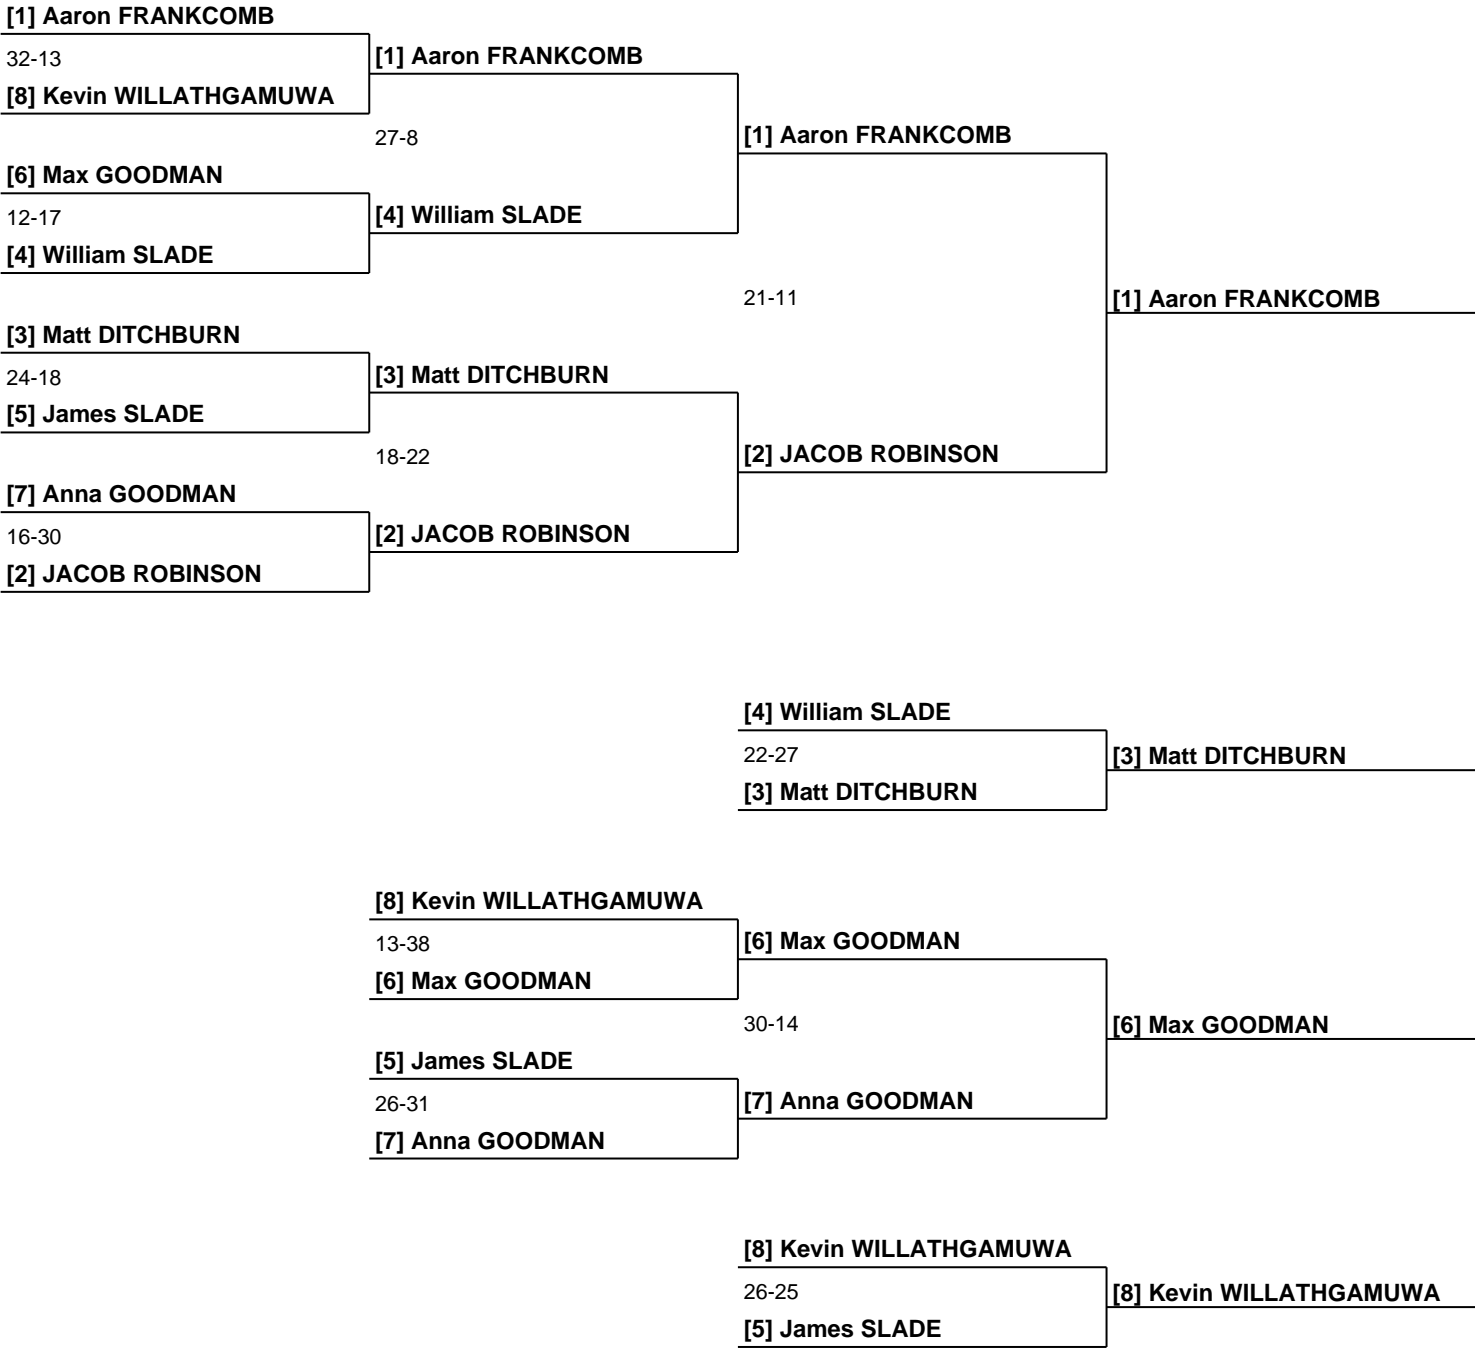 [1] Aaron FRANKCOMB
32-13
[1] Aaron FRANKCOMB
[8] Kevin WILLATHGAMUWA
27-8
[1] Aaron FRANKCOMB
[6] Max GOODMAN
12-17
[4] William SLADE
[4] William SLADE
21-11
[1] Aaron FRANKCOMB
[3] Matt DITCHBURN
24-18
[3] Matt DITCHBURN
[5] James SLADE
18-22
[2] JACOB ROBINSON
[7] Anna GOODMAN
16-30
[2] JACOB ROBINSON
[2] JACOB ROBINSON
[4] William SLADE
22-27
[3] Matt DITCHBURN
[3] Matt DITCHBURN
[8] Kevin WILLATHGAMUWA
13-38
[6] Max GOODMAN
[6] Max GOODMAN
30-14
[6] Max GOODMAN
[5] James SLADE
26-31
[7] Anna GOODMAN
[7] Anna GOODMAN
[8] Kevin WILLATHGAMUWA
26-25
[8] Kevin WILLATHGAMUWA
[5] James SLADE